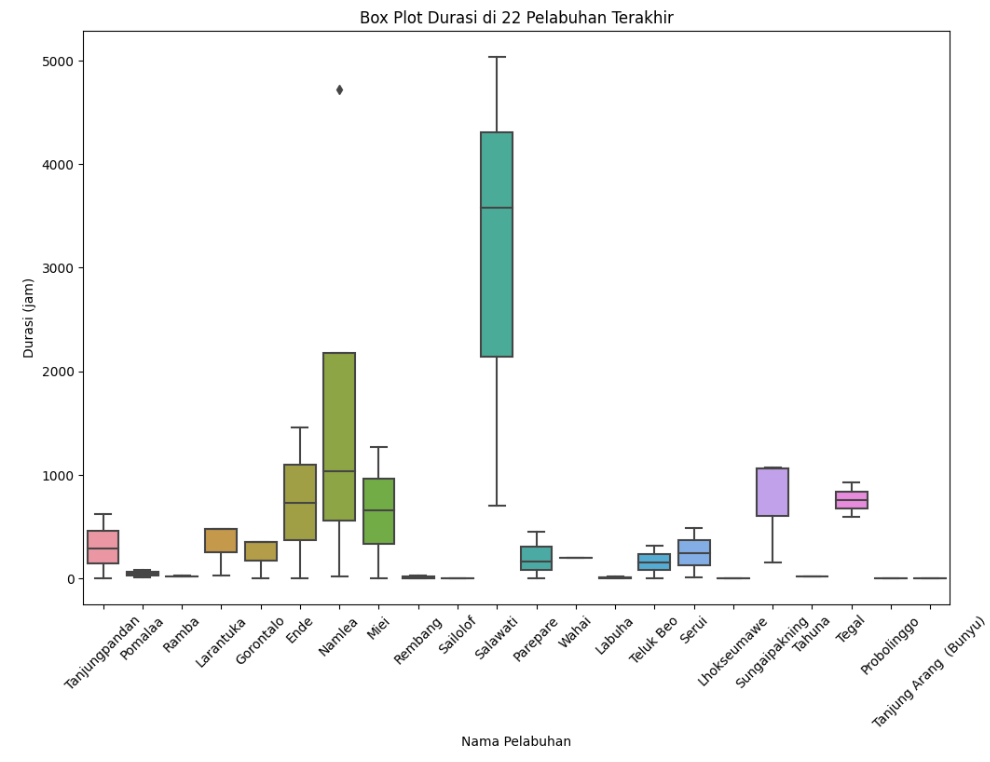 Box Plot Durasi di 22 Pelabuhan Terakhir
Durasi (jam)
5000
4000
3000
2000
1000
0
Tanjungpandan
Pomalaa
Ramba
Larantuka
Gorontalo
Ende
Namlea
Miei
Rembang
Sailolof
Salawati
Parepare
Wahai
Labuha
Teluk Beo
Serui
Lhokseumawe
Sungaipakning
Tahuna
Tegal
Probolinggo
Tanjung Arang  (Bunyu)
Nama Pelabuhan